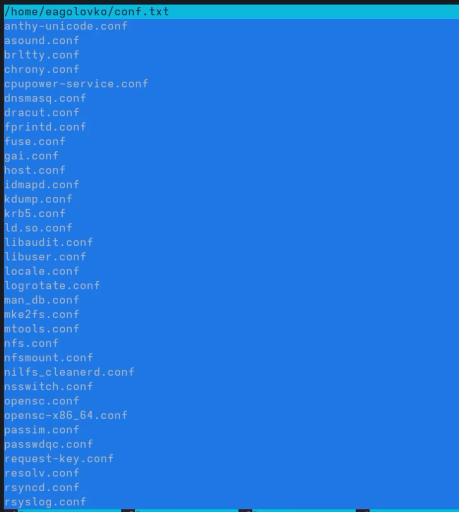 /home/eagolovko/conf.txt
anthy-unicode.conf
asound.conf
brltty.conf
chrony.conf
cpupower-service.conf
dnsmasq.conf
dracut.conf
fprintd.conf
fuse.conf
gai.conf
host.conf
idmapd.conf
kdump.conf
krb5.conf
ld.so.conf
libaudit.conf
libuser.conf
locale.conf
logrotate.conf
man_db.conf
mke2fs.conf
mtools.conf
nfs.conf
nfsmount.conf
nilfs_cleanerd.conf
nsswitch.conf
opensc.conf
opensc-x86_64.conf
passim.conf
passwdqc.conf
request-key.conf
resolv.conf
rsyncd.conf
rsyslog.conf